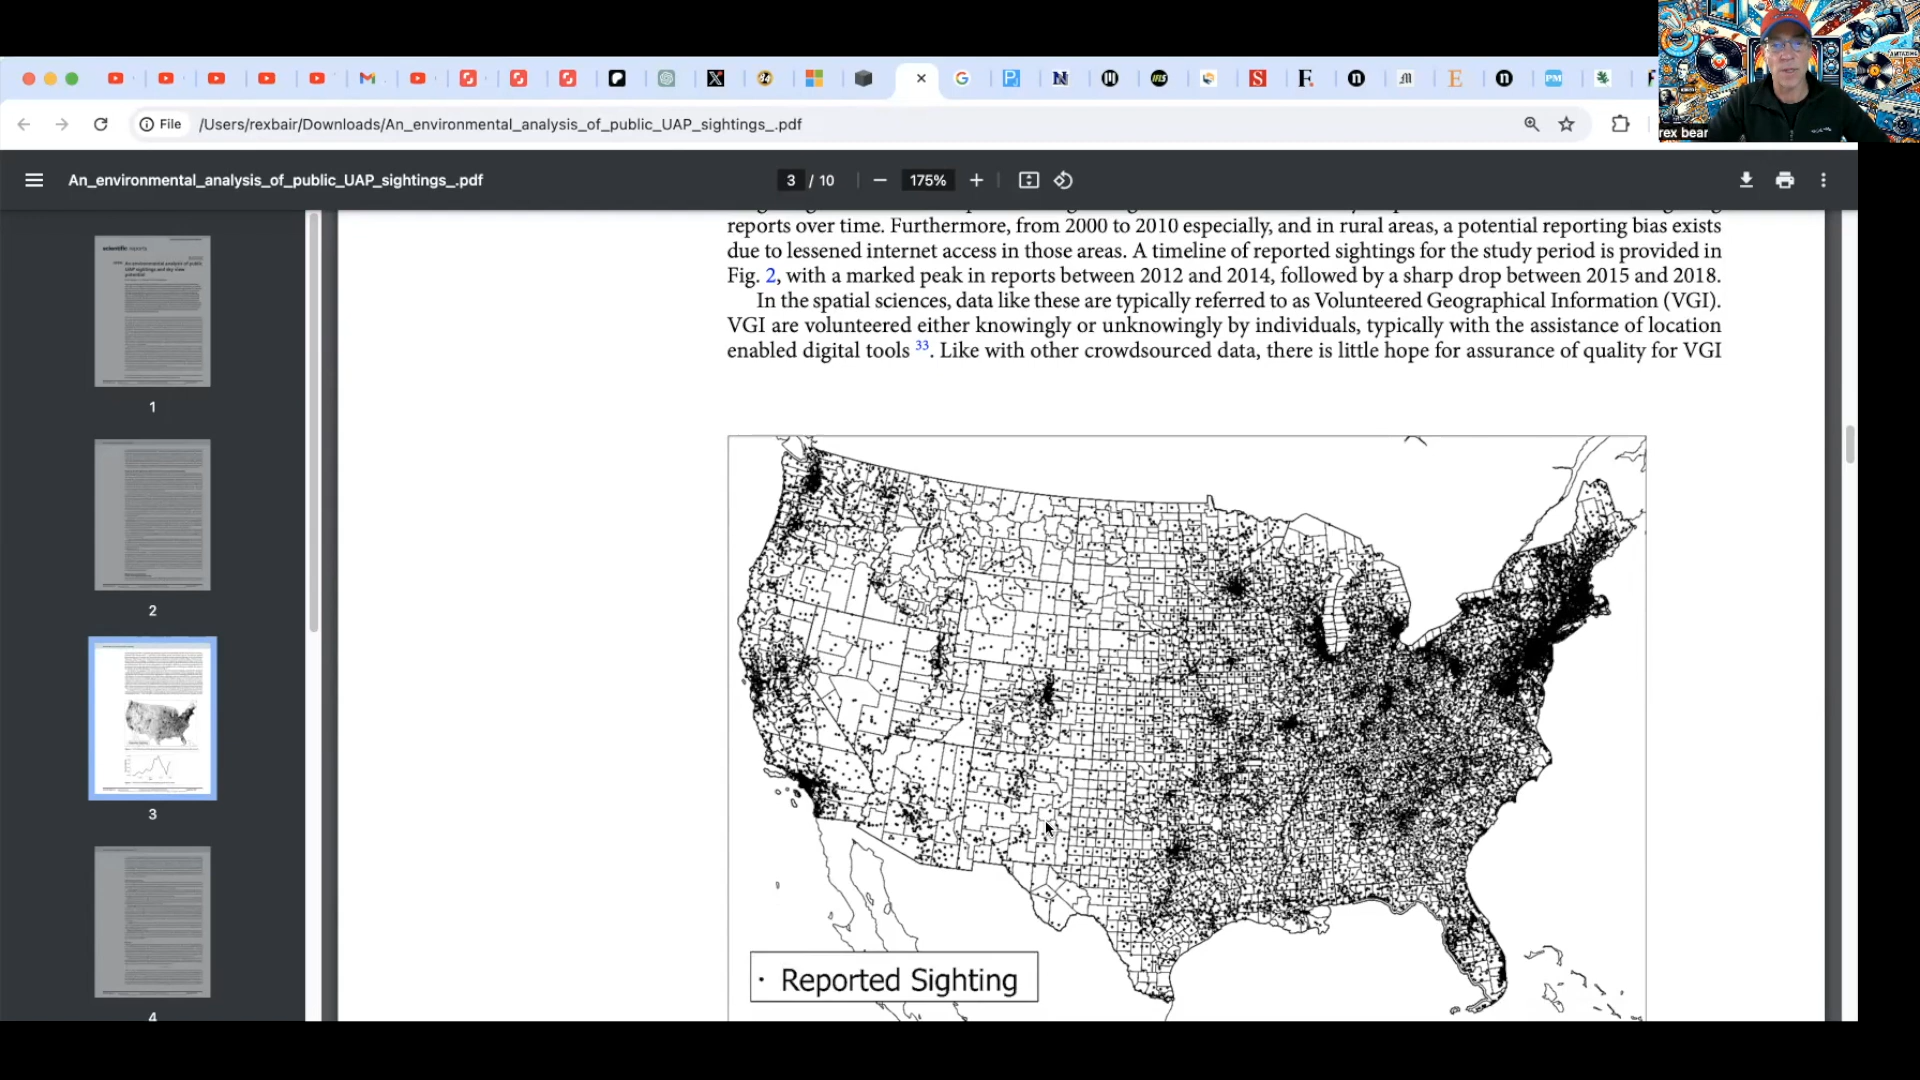 rex bear
File
/Users/rexbair/Downloads/An_environmental_analysis_of_public_UAP_sightings_.pdf
An_environmental_analysis_of_public_UAP_sightings_.pdf
3 / 10
175%
reports over time. Furthermore, from 2000 to 2010 especially, and in rural areas, a potential reporting bias exists
due to lessened internet access in those areas. A timeline of reported sightings for the study period is provided in
Fig. 2, with a marked peak in reports between 2012 and 2014, followed by a sharp drop between 2015 and 2018.
In the spatial sciences, data like these are typically referred to as Volunteered Geographical Information (VGI).
VGI are volunteered either knowingly or unknowingly by individuals, typically with the assistance of location
enabled digital tools 33. Like with other crowdsourced data, there is little hope for assurance of quality for VGI
Reported Sighting
1
2
3
4